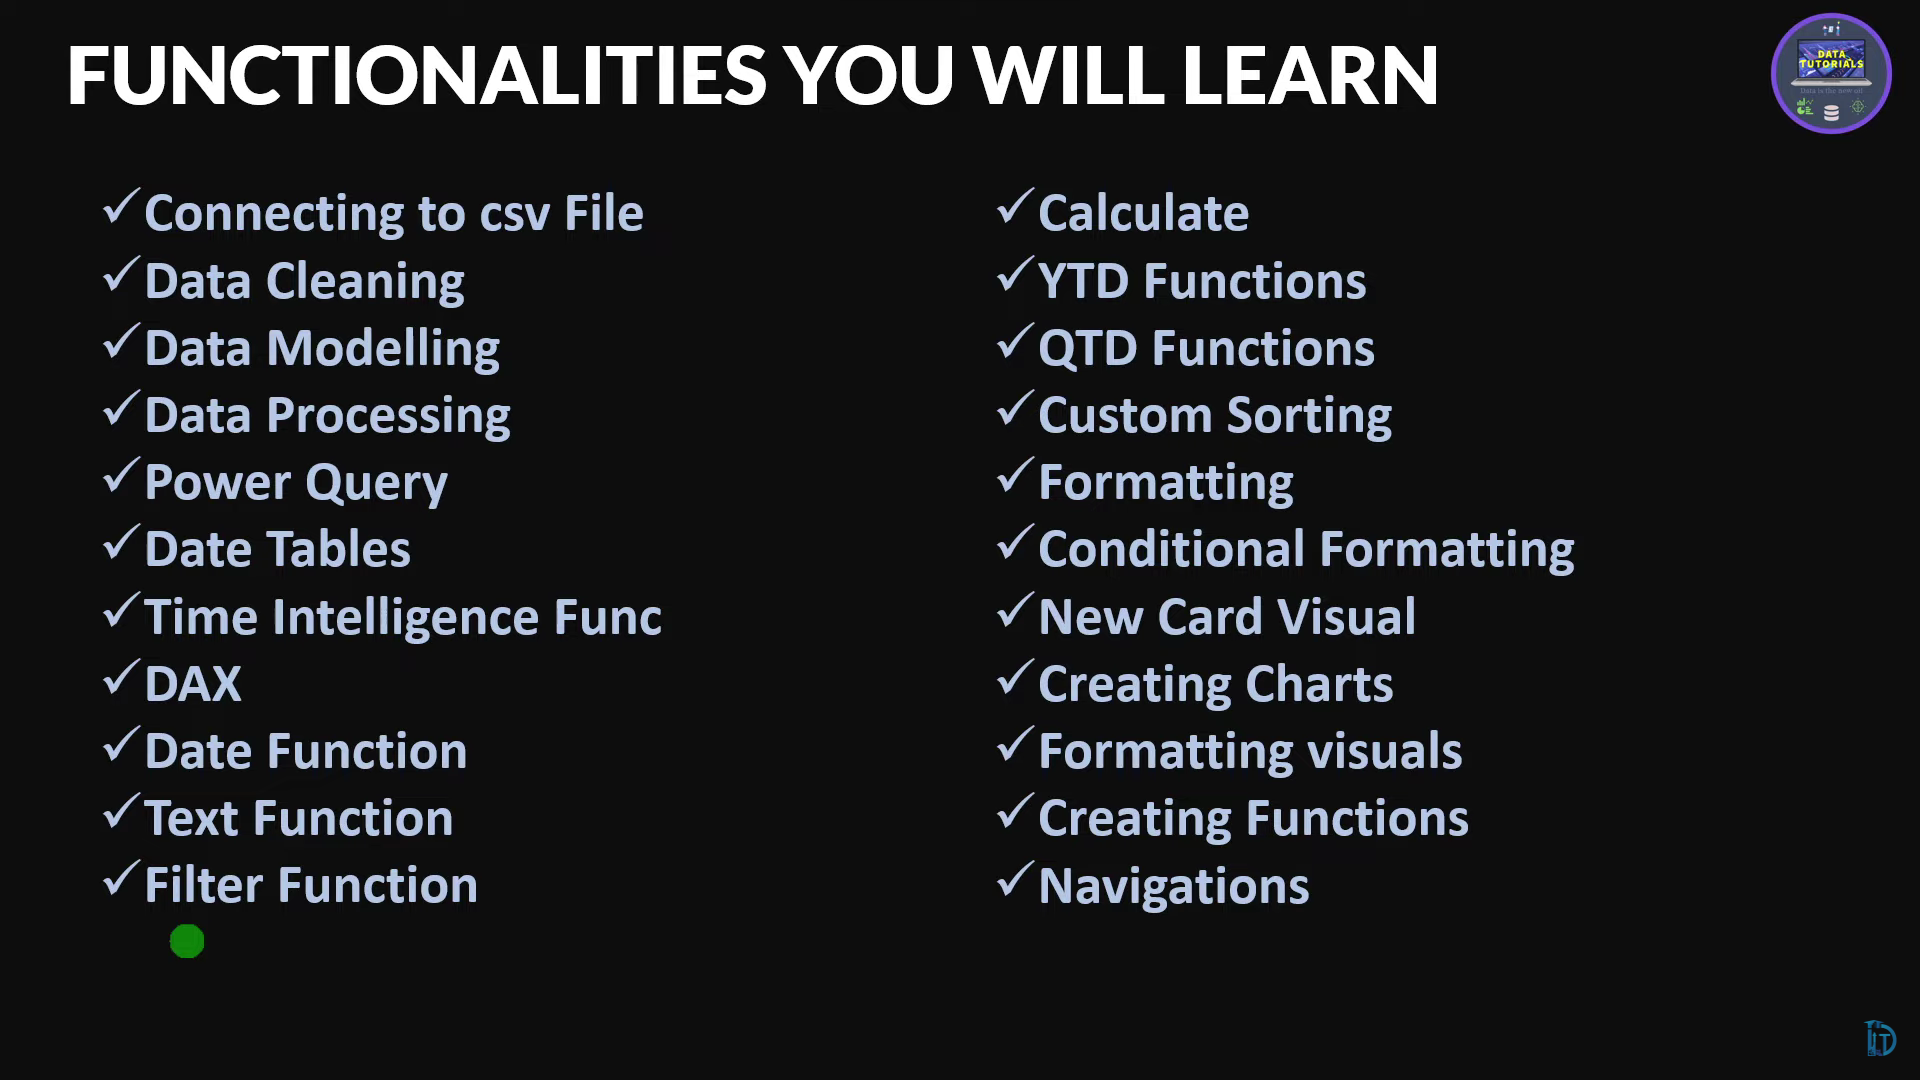 FUNCTIONALITIES YOU WILL LEARN
DATA
TUTORIALS
Connecting to csv File
Data Cleaning
Data Modelling
Data Processing
Power Query
Date Tables
Time Intelligence Func
DAX
Date Function
Text Function
Filter Function
Calculate
YTD Functions
QTD Functions
Custom Sorting
Formatting
Conditional Formatting
New Card Visual
Creating Charts
Formatting visuals
Creating Functions
Navigations